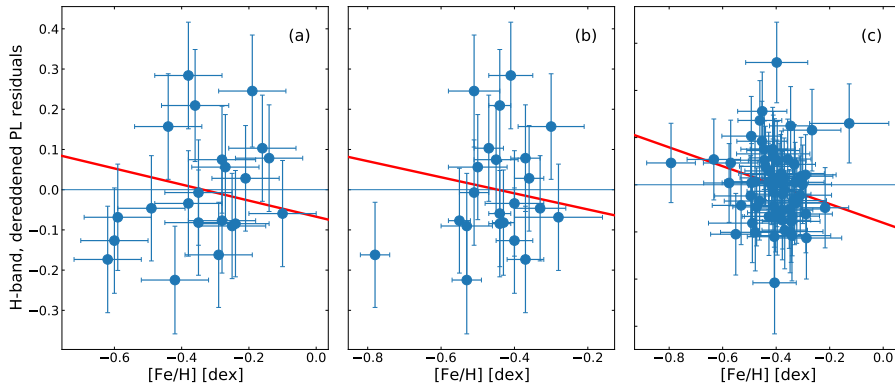 (a) (b) (c)
H-band, dereddened PL residuals
0.4
0.3
0.2
0.1
0.0
−0.1
−0.2
−0.3
−0.6 −0.4 −0.2 0.0 −0.8 −0.6 −0.4 −0.2 −0.8 −0.6 −0.4 −0.2 0.0
[Fe/H] [dex] [Fe/H] [dex] [Fe/H] [dex]